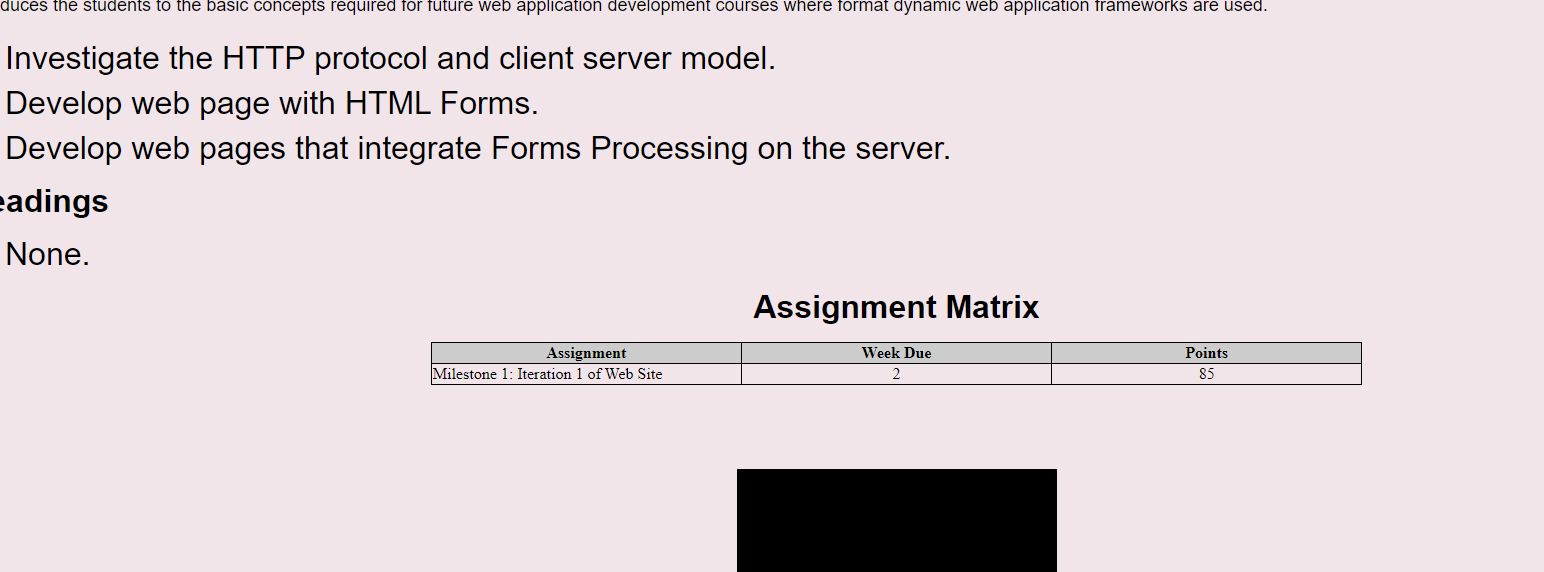 duces the students to the basic concepts required for future web application development courses where format dynamic web application frameworks are used.
Investigate the HTTP protocol and client server model.
Develop web page with HTML Forms.
Develop web pages that integrate Forms Processing on the server.
eadings
None.
Assignment Matrix
Assignment Week Due Points
Milestone 1: Iteration 1 of Web Site 2 85